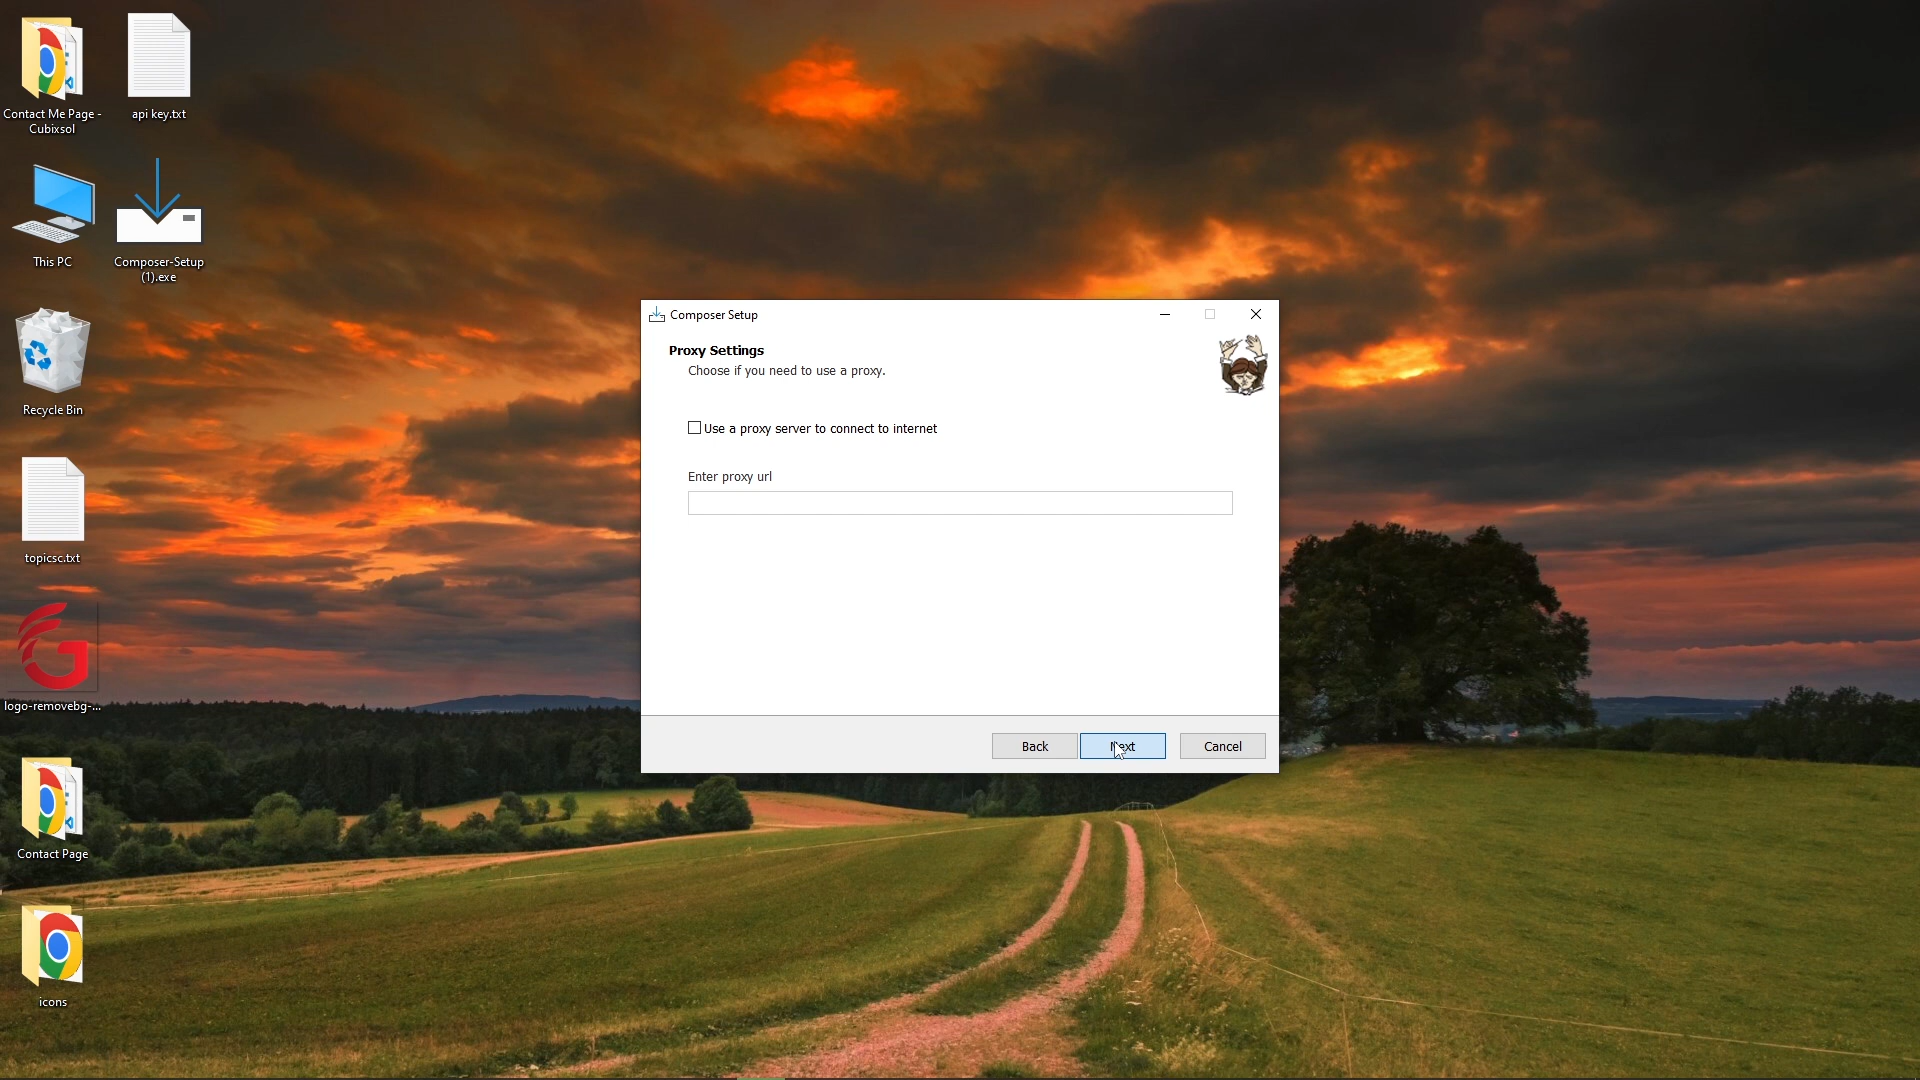 Contact Me Page -
Cubixsol
api key.txt
This PC
Composer-Setup
(1).exe
Recycle Bin
topicsc.txt
logo-removebg-...
Contact Page
icons
Composer Setup
Proxy Settings
Choose if you need to use a proxy.
Use a proxy server to connect to internet
Enter proxy url
Back
Next
Cancel